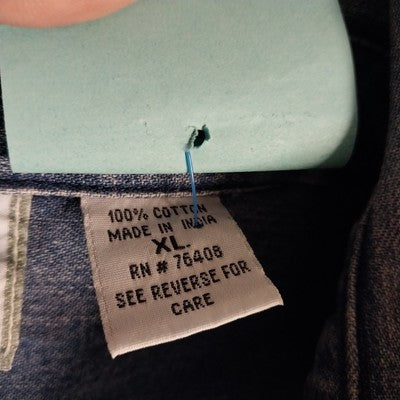 100% COTTON
MADE IN INDIA
XL.
RN # 76408
SEE REVERSE FOR
CARE